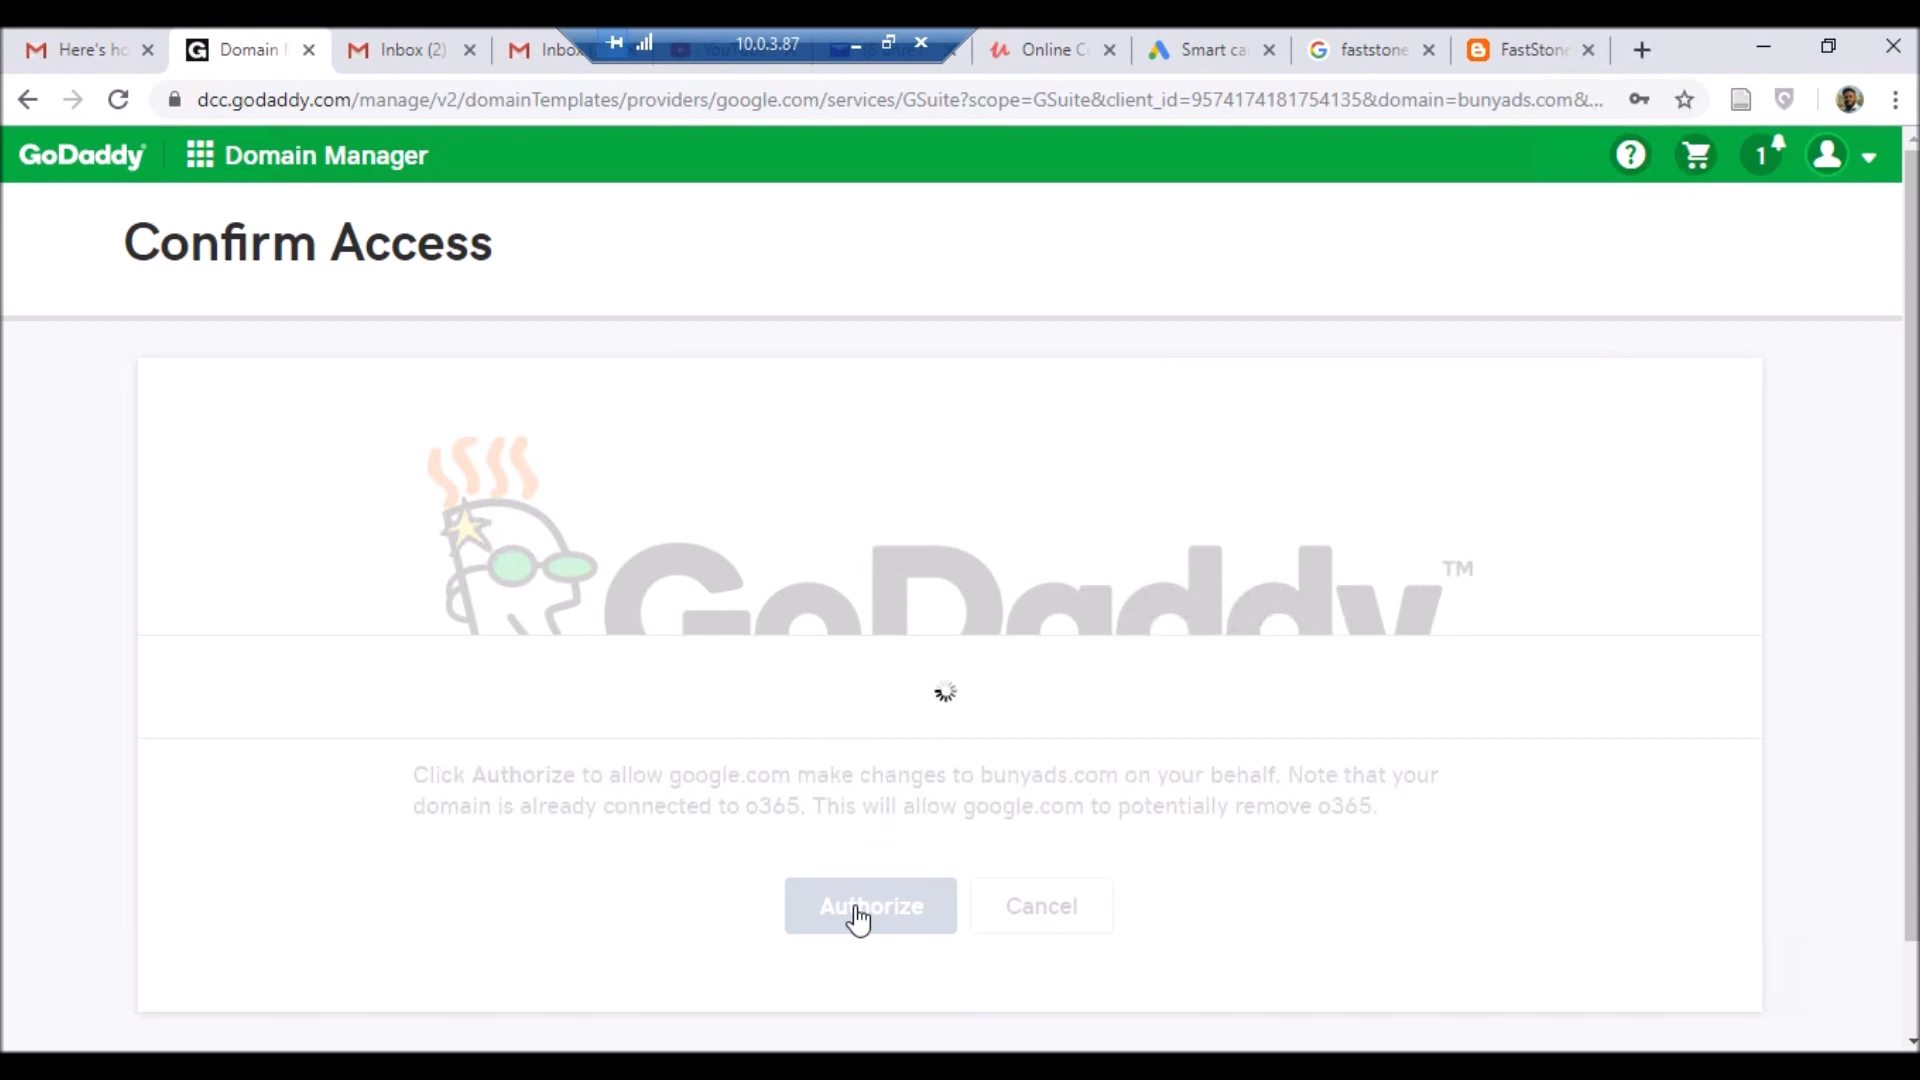 Here's ho
Domain
Inbox (2)
Inbox
10.0.3.87
Online C
Smart ca
faststone
FastStone
dcc.godaddy.com/manage/v2/domainTemplates/providers/google.com/services/GSuite?scope=GSuite&client_id=9574174181754135&domain=bunyads.com&...
GoDaddy
Domain Manager
?
1
Confirm Access
GoDaddy™
Click Authorize to allow google.com make changes to bunyads.com on your behalf. Note that your
domain is already connected to o365. This will allow google.com to potentially remove o365.
Authorize
Cancel